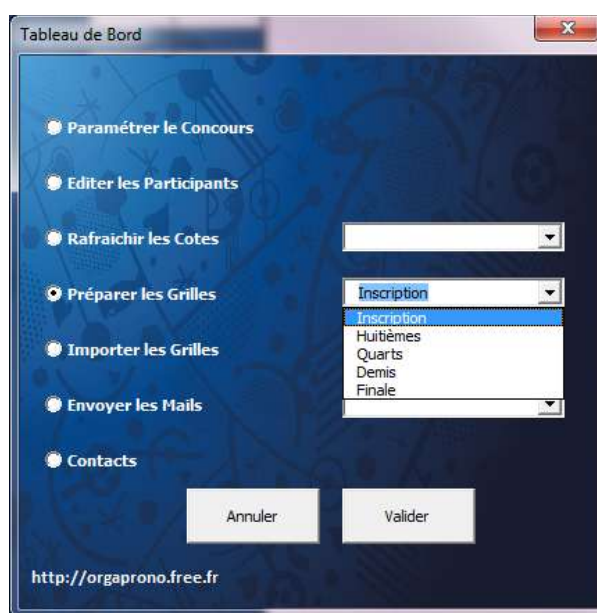 Tableau de Bord
Paramétrer le Concours
Editer les Participants
Rafraichir les Cotes
Préparer les Grilles
Inscription
Inscription
Huitièmes
Quarts
Demis
Finale
Importer les Grilles
Envoyer les Mails
Contacts
Annuler
Valider
http://orgaprono.free.fr